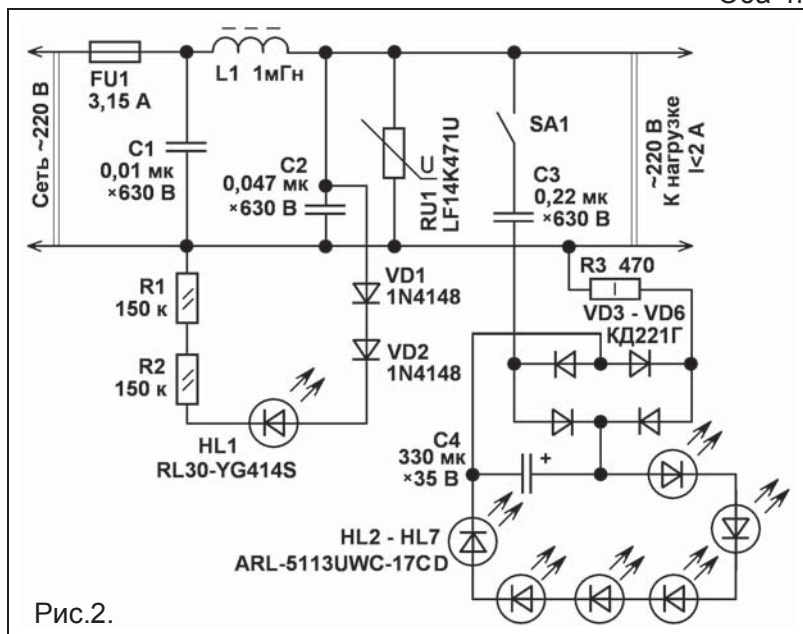 FU1
3,15 А
L1 1мГн
Сеть ~220 В
C1
0,01 мк
×630 В
C2
0,047 мк
×630 В
U
RU1
LF14K471U
SA1
C3
0,22 мк
×630 В
~220 В
К нагрузке
I<2 А
R1
150 к
R2
150 к
VD1
1N4148
VD2
1N4148
R3 470
VD3 - VD6
КД221Г
HL1
RL30-YG414S
C4
330 мк
×35 В
+
HL2 - HL7
ARL-5113UWC-17CD
Рис.2.